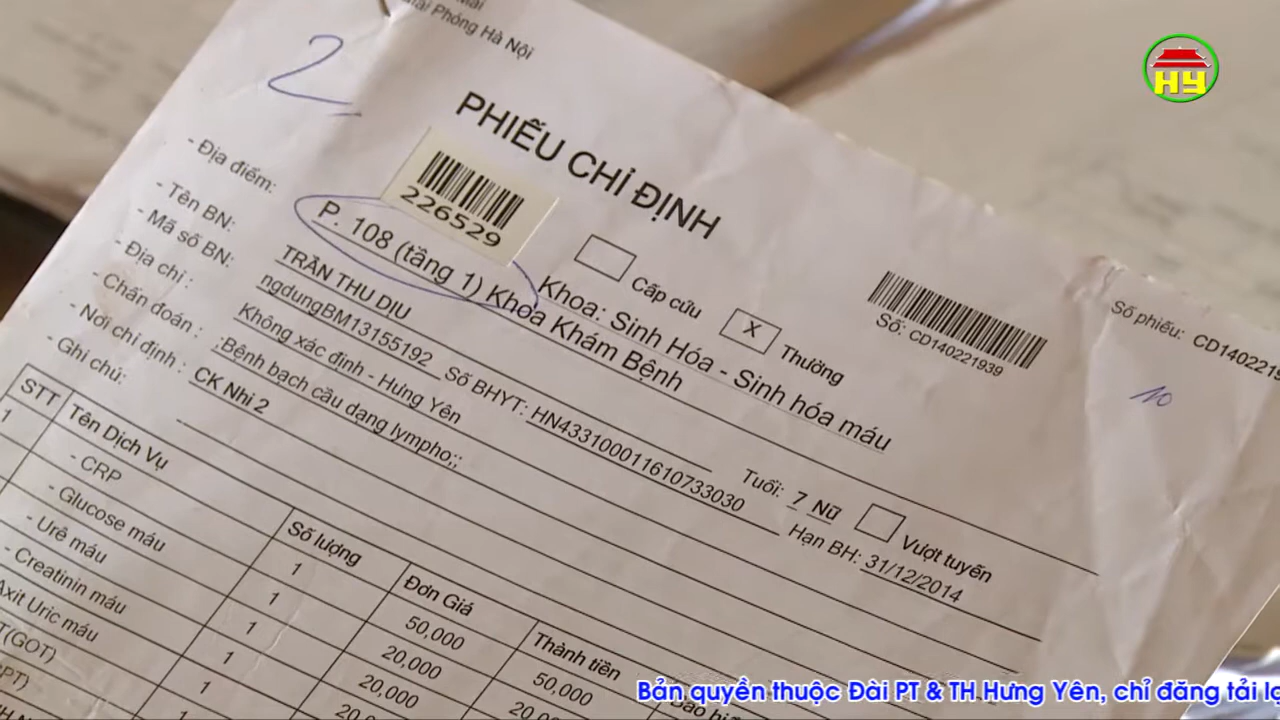 Mai
hải Phòng Hà Nội
HY
2
PHIẾU CHỈ ĐỊNH
226529
Cấp cứu
X Thường
Số: CD140221939
Số phiếu: CD1402219
10
- Địa điểm: P. 108 (tầng 1) Khoa Khám Bệnh
Khoa: Sinh Hóa - Sinh hóa máu
- Tên BN: TRẦN THU DỊU
Tuổi: 7 Nữ Vượt tuyến
- Mã số BN: ngdungBM13155192 Số BHYT: HN433100011610733030 Hạn BH: 31/12/2014
- Địa chỉ : Không xác định - Hưng Yên
- Chẩn đoán : ;Bệnh bạch cầu dạng lympho;;
- Nơi chỉ định : CK Nhi 2
- Ghi chú:
STT Tên Dịch Vụ Số lượng Đơn Giá Thành tiền
1 - CRP 1 50,000 50,000
- Glucose máu 1 20,000
- Urê máu 1 20,000
- Creatinin máu 1
Axit Uric máu 1
T(GOT)
PT)
Bản quyền thuộc Đài PT & TH Hưng Yên, chỉ đăng tải lạ